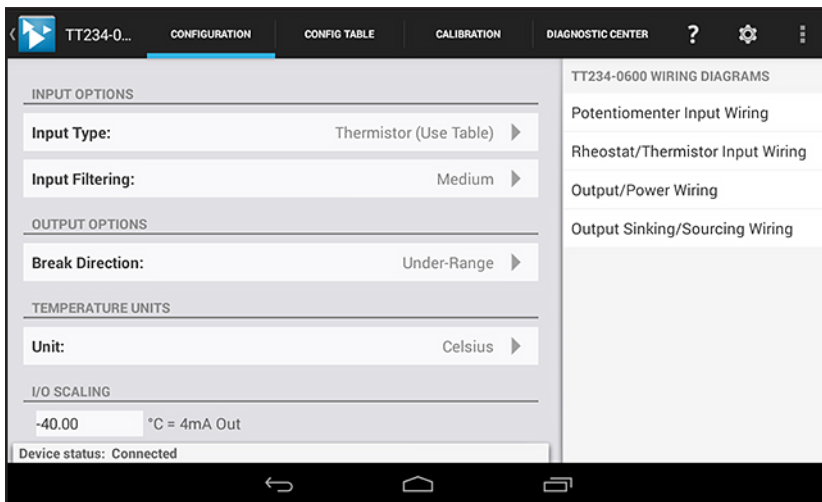 TT234-0... CONFIGURATION CONFIG TABLE CALIBRATION DIAGNOSTIC CENTER ?
INPUT OPTIONS
Input Type: Thermistor (Use Table)
Input Filtering: Medium
OUTPUT OPTIONS
Break Direction: Under-Range
TEMPERATURE UNITS
Unit: Celsius
I/O SCALING
-40.00 °C = 4mA Out
Device status: Connected
TT234-0600 WIRING DIAGRAMS
Potentiomenter Input Wiring
Rheostat/Thermistor Input Wiring
Output/Power Wiring
Output Sinking/Sourcing Wiring